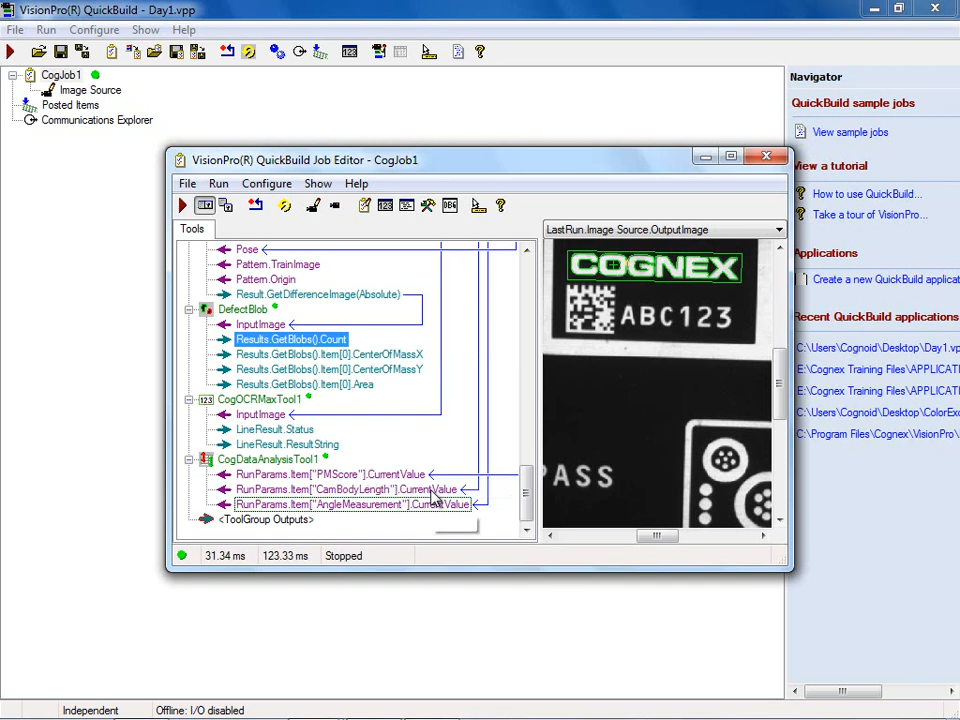 VisionPro(R) QuickBuild - Day1.vpp
File Run Configure Show Help
CogJob1
Image Source
Posted Items
Communications Explorer
Navigator
QuickBuild sample jobs
View sample jobs
View a tutorial
How to use QuickBuild...
Take a tour of VisionPro...
Applications
Create a new QuickBuild applicat
Recent QuickBuild applications
C:\Users\Cognoid\Desktop\Day1.vpp
E:\Cognex Training Files\APPLICATI
E:\Cognex Training Files\APPLICATI
C:\Users\Cognoid\Desktop\ColorExc
C:\Program Files\Cognex\VisionPro\
VisionPro(R) QuickBuild Job Editor - CogJob1
File Run Configure Show Help
Tools
LastRun.Image Source.OutputImage
Pose
Pattern.TrainImage
Pattern.Origin
Result.GetDifferenceImage(Absolute)
DefectBlob
InputImage
Results.GetBlobs().Count
Results.GetBlobs().Item[0].CenterOfMassX
Results.GetBlobs().Item[0].CenterOfMassY
Results.GetBlobs().Item[0].Area
CogOCRMaxTool1
InputImage
LineResult.Status
LineResult.ResultString
CogDataAnalysisTool1
RunParams.Item["PMScore"].CurrentValue
RunParams.Item["CamBodyLength"].CurrentValue
RunParams.Item["AngleMeasurement"].CurrentValue
<ToolGroup Outputs>
COGNEX
ABC123
PASS
31.34 ms 123.33 ms Stopped
Independent Offline: I/O disabled